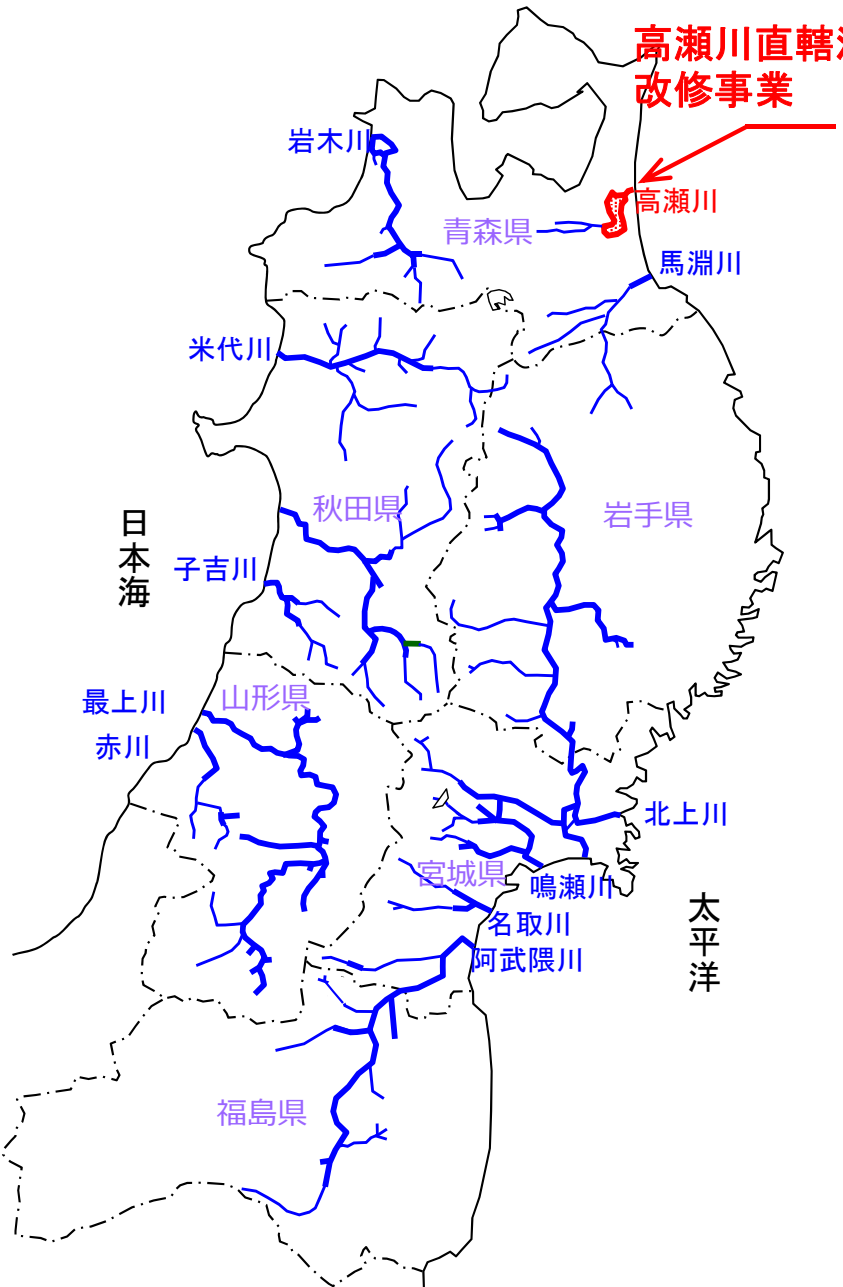 高瀬川直轄
改修事業
岩木川
高瀬川
青森県
馬淵川
米代川
秋田県
岩手県
日本海
子吉川
山形県
最上川
赤川
北上川
宮城県
鳴瀬川
太平洋
名取川
阿武隈川
福島県